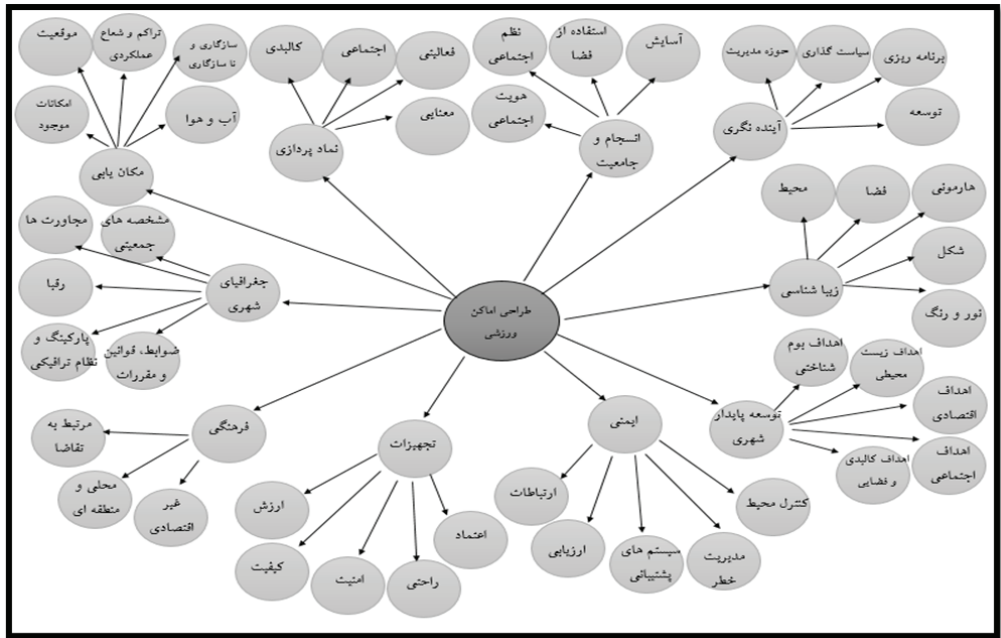 طراحی اماکن
ورزشی
آینده نگری
حوزه مدیریت
سیاست گذاری
برنامه ریزی
توسعه
انسجام و
جامعیت
آسایش
استفاده از
فضا
نظم
اجتماعی
هویت
اجتماعی
نماد پردازی
فعالیتی
اجتماعی
کالبدی
معنایی
مکان یابی
سازگاری و
نا سازگاری
تراکم و شعاع
عملکردی
موقعیت
امکانات
موجود
آب و هوا
زیبا شناسی
محیط
فضا
هارمونی
شکل
نور و رنگ
جغرافیای
شهری
مشخصه های
جمعیتی
مجاورت ها
رقبا
پارکینگ و
نظام ترافیکی
ضوابط، قوانین
و مقررات
توسعه پایدار
شهری
اهداف بوم
شناختی
اهداف زیست
محیطی
اهداف
اقتصادی
اهداف
اجتماعی
اهداف کالبدی
و فضایی
ایمنی
کنترل محیط
مدیریت
خطر
سیستم های
پشتیبانی
ارزیابی
ارتباطات
تجهیزات
اعتماد
راحتی
امنیت
کیفیت
ارزش
فرهنگی
مرتبط به
تقاضا
محلی و
منطقه ای
غیر
اقتصادی